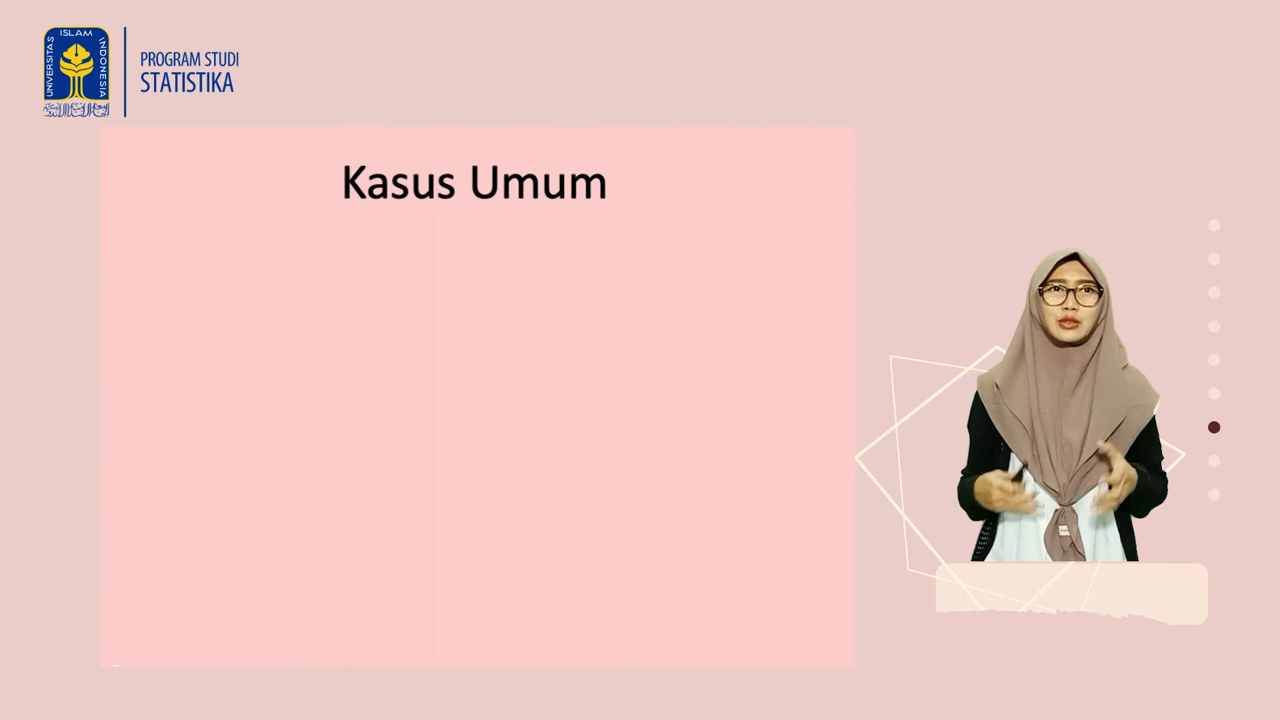 UNIVERSITAS ISLAM INDONESIA
PROGRAM STUDI
STATISTIKA
Kasus Umum